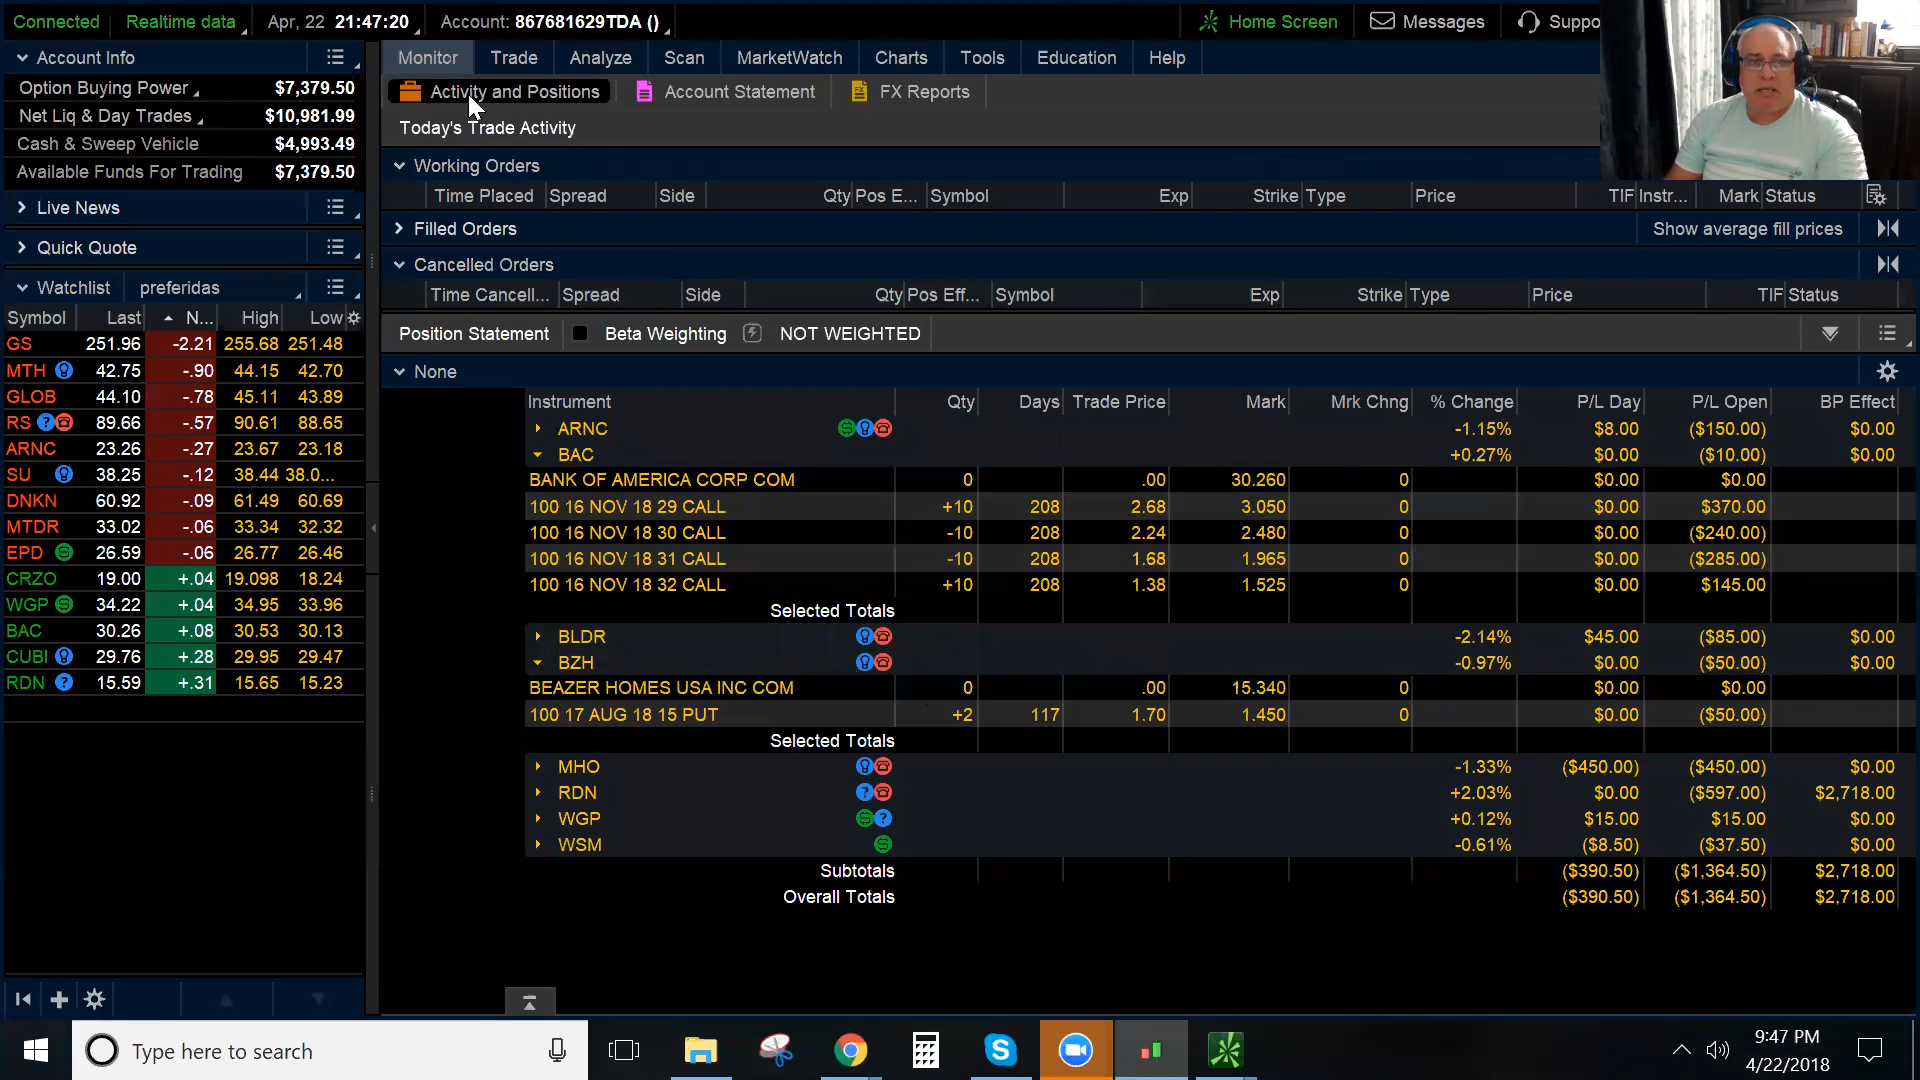 Connected Realtime data Apr, 22 21:47:20 Account: 867681629TDA () Home Screen Messages Suppo
Account Info
Option Buying Power $7,379.50
Net Liq & Day Trades $10,981.99
Cash & Sweep Vehicle $4,993.49
Available Funds For Trading $7,379.50
Live News
Quick Quote
Watchlist preferidas
Symbol Last N... High Low
GS 251.96 -2.21 255.68 251.48
MTH 42.75 -.90 44.15 42.70
GLOB 44.10 -.78 45.11 43.89
RS 89.66 -.57 90.61 88.65
ARNC 23.26 -.27 23.67 23.18
SU 38.25 -.12 38.44 38.0...
DNKN 60.92 -.09 61.49 60.69
MTDR 33.02 -.06 33.34 32.32
EPD 26.59 -.06 26.77 26.46
CRZO 19.00 +.04 19.098 18.24
WGP 34.22 +.04 34.95 33.96
BAC 30.26 +.08 30.53 30.13
CUBI 29.76 +.28 29.95 29.47
RDN 15.59 +.31 15.65 15.23
Monitor Trade Analyze Scan MarketWatch Charts Tools Education Help
Activity and Positions Account Statement FX Reports
Today's Trade Activity
Working Orders
Time Placed Spread Side Qty Pos E... Symbol Exp Strike Type Price TIF Instr... Mark Status
Filled Orders Show average fill prices
Cancelled Orders
Time Cancell... Spread Side Qty Pos Eff... Symbol Exp Strike Type Price TIF Status
Position Statement Beta Weighting NOT WEIGHTED
None
Instrument Qty Days Trade Price Mark Mrk Chng % Change P/L Day P/L Open BP Effect
ARNC -1.15% $8.00 ($150.00) $0.00
BAC +0.27% $0.00 ($10.00) $0.00
BANK OF AMERICA CORP COM 0 .00 30.260 0 $0.00 $0.00
100 16 NOV 18 29 CALL +10 208 2.68 3.050 0 $0.00 $370.00
100 16 NOV 18 30 CALL -10 208 2.24 2.480 0 $0.00 ($240.00)
100 16 NOV 18 31 CALL -10 208 1.68 1.965 0 $0.00 ($285.00)
100 16 NOV 18 32 CALL +10 208 1.38 1.525 0 $0.00 $145.00
Selected Totals
BLDR -2.14% $45.00 ($85.00) $0.00
BZH -0.97% $0.00 ($50.00) $0.00
BEAZER HOMES USA INC COM 0 .00 15.340 0 $0.00 $0.00
100 17 AUG 18 15 PUT +2 117 1.70 1.450 0 $0.00 ($50.00)
Selected Totals
MHO -1.33% ($450.00) ($450.00) $0.00
RDN +2.03% $0.00 ($597.00) $2,718.00
WGP +0.12% $15.00 $15.00 $0.00
WSM -0.61% ($8.50) ($37.50) $0.00
Subtotals ($390.50) ($1,364.50) $2,718.00
Overall Totals ($390.50) ($1,364.50) $2,718.00
Type here to search
9:47 PM
4/22/2018